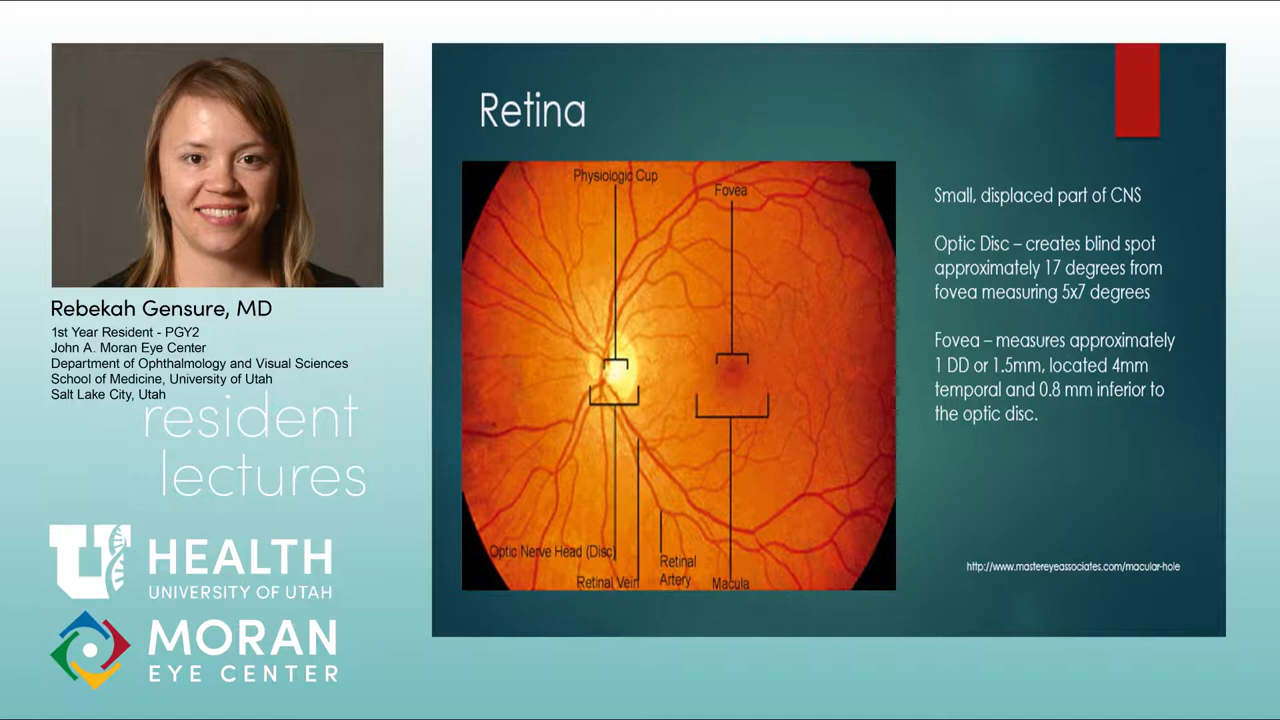 Rebekah Gensure, MD
1st Year Resident - PGY2
John A. Moran Eye Center
Department of Ophthalmology and Visual Sciences
School of Medicine, University of Utah
Salt Lake City, Utah
resident
lectures
U HEALTH
UNIVERSITY OF UTAH
MORAN
EYE CENTER
Retina
Physiologic Cup
Fovea
Optic Nerve Head (Disc)
Retinal Vein
Retinal
Artery
Macula
Small, displaced part of CNS
Optic Disc – creates blind spot
approximately 17 degrees from
fovea measuring 5x7 degrees
Fovea – measures approximately
1 DD or 1.5mm, located 4mm
temporal and 0.8 mm inferior to
the optic disc.
http://www.mastereyeassociates.com/macular-hole